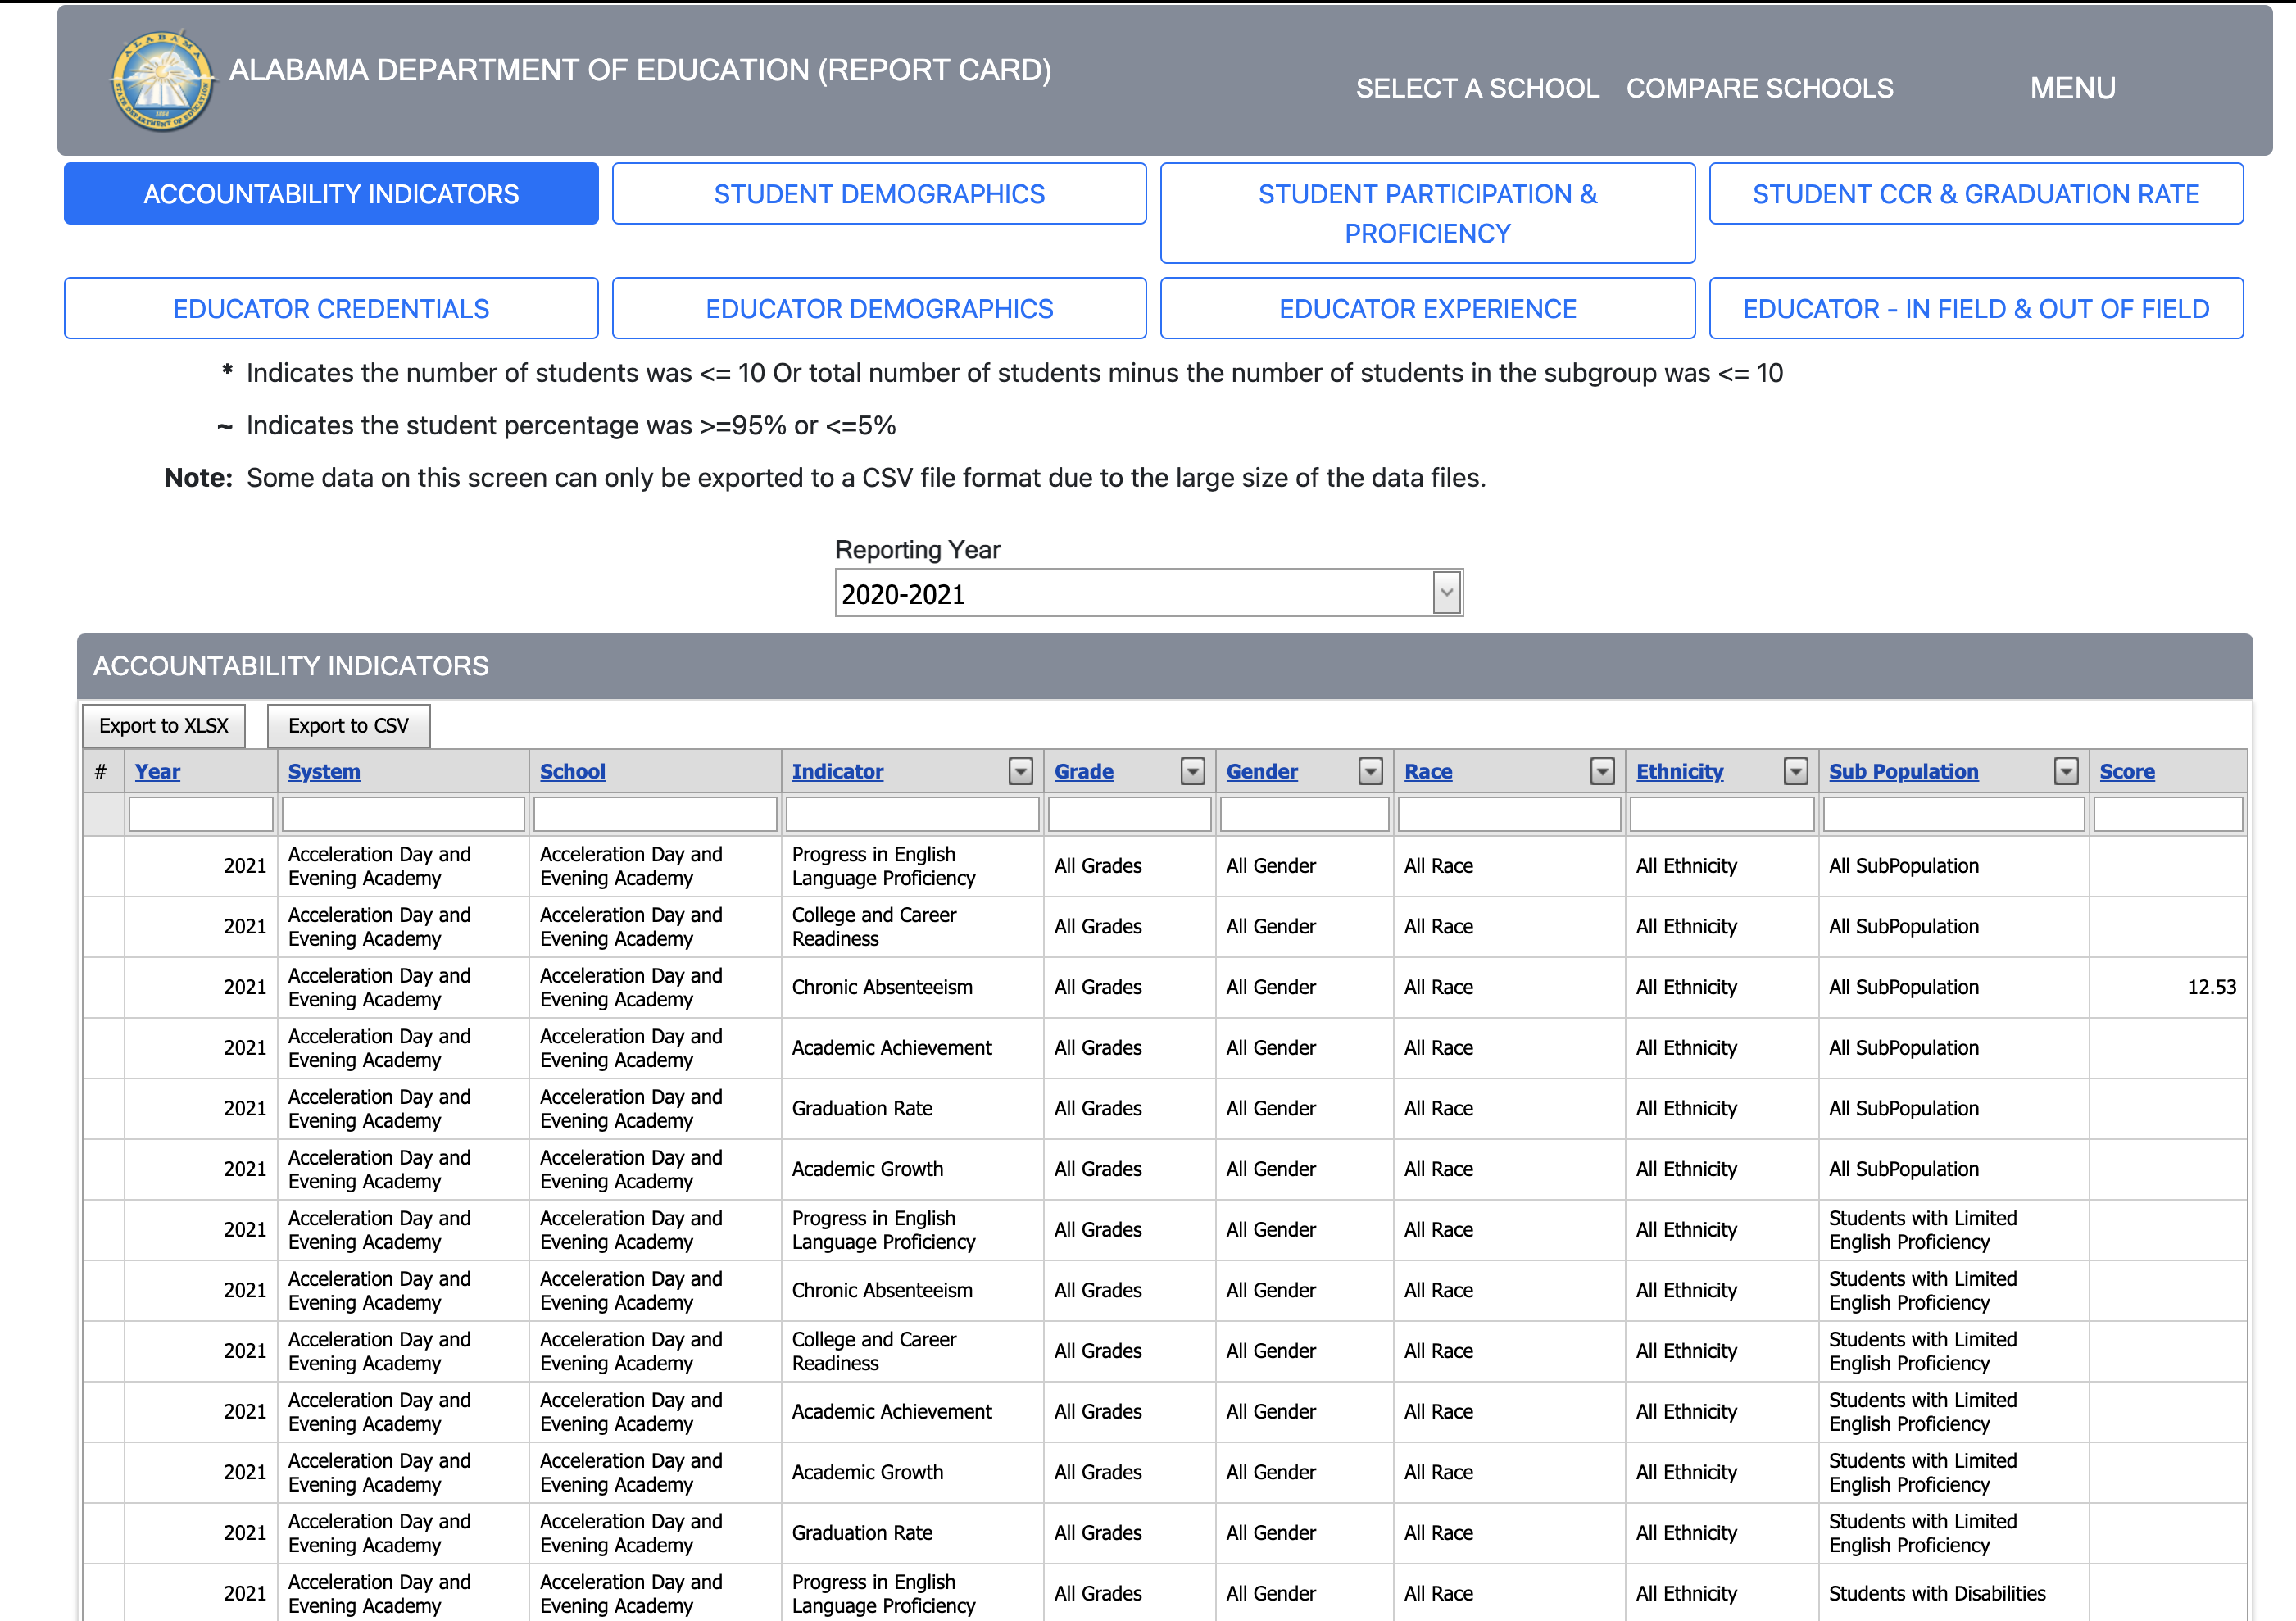 ALABAMA DEPARTMENT OF EDUCATION (REPORT CARD)
SELECT A SCHOOL COMPARE SCHOOLS MENU
ACCOUNTABILITY INDICATORS
STUDENT DEMOGRAPHICS
STUDENT PARTICIPATION &
PROFICIENCY
STUDENT CCR & GRADUATION RATE
EDUCATOR CREDENTIALS
EDUCATOR DEMOGRAPHICS
EDUCATOR EXPERIENCE
EDUCATOR - IN FIELD & OUT OF FIELD
* Indicates the number of students was <= 10 Or total number of students minus the number of students in the subgroup was <= 10
~ Indicates the student percentage was >=95% or <=5%
Note: Some data on this screen can only be exported to a CSV file format due to the large size of the data files.
Reporting Year
2020-2021
ACCOUNTABILITY INDICATORS
Export to XLSX Export to CSV
# Year System School Indicator Grade Gender Race Ethnicity Sub Population Score
2021 Acceleration Day and Evening Academy Acceleration Day and Evening Academy Progress in English Language Proficiency All Grades All Gender All Race All Ethnicity All SubPopulation
2021 Acceleration Day and Evening Academy Acceleration Day and Evening Academy College and Career Readiness All Grades All Gender All Race All Ethnicity All SubPopulation
2021 Acceleration Day and Evening Academy Acceleration Day and Evening Academy Chronic Absenteeism All Grades All Gender All Race All Ethnicity All SubPopulation 12.53
2021 Acceleration Day and Evening Academy Acceleration Day and Evening Academy Academic Achievement All Grades All Gender All Race All Ethnicity All SubPopulation
2021 Acceleration Day and Evening Academy Acceleration Day and Evening Academy Graduation Rate All Grades All Gender All Race All Ethnicity All SubPopulation
2021 Acceleration Day and Evening Academy Acceleration Day and Evening Academy Academic Growth All Grades All Gender All Race All Ethnicity All SubPopulation
2021 Acceleration Day and Evening Academy Acceleration Day and Evening Academy Progress in English Language Proficiency All Grades All Gender All Race All Ethnicity Students with Limited English Proficiency
2021 Acceleration Day and Evening Academy Acceleration Day and Evening Academy Chronic Absenteeism All Grades All Gender All Race All Ethnicity Students with Limited English Proficiency
2021 Acceleration Day and Evening Academy Acceleration Day and Evening Academy College and Career Readiness All Grades All Gender All Race All Ethnicity Students with Limited English Proficiency
2021 Acceleration Day and Evening Academy Acceleration Day and Evening Academy Academic Achievement All Grades All Gender All Race All Ethnicity Students with Limited English Proficiency
2021 Acceleration Day and Evening Academy Acceleration Day and Evening Academy Academic Growth All Grades All Gender All Race All Ethnicity Students with Limited English Proficiency
2021 Acceleration Day and Evening Academy Acceleration Day and Evening Academy Graduation Rate All Grades All Gender All Race All Ethnicity Students with Limited English Proficiency
2021 Acceleration Day and Evening Academy Acceleration Day and Evening Academy Progress in English Language Proficiency All Grades All Gender All Race All Ethnicity Students with Disabilities